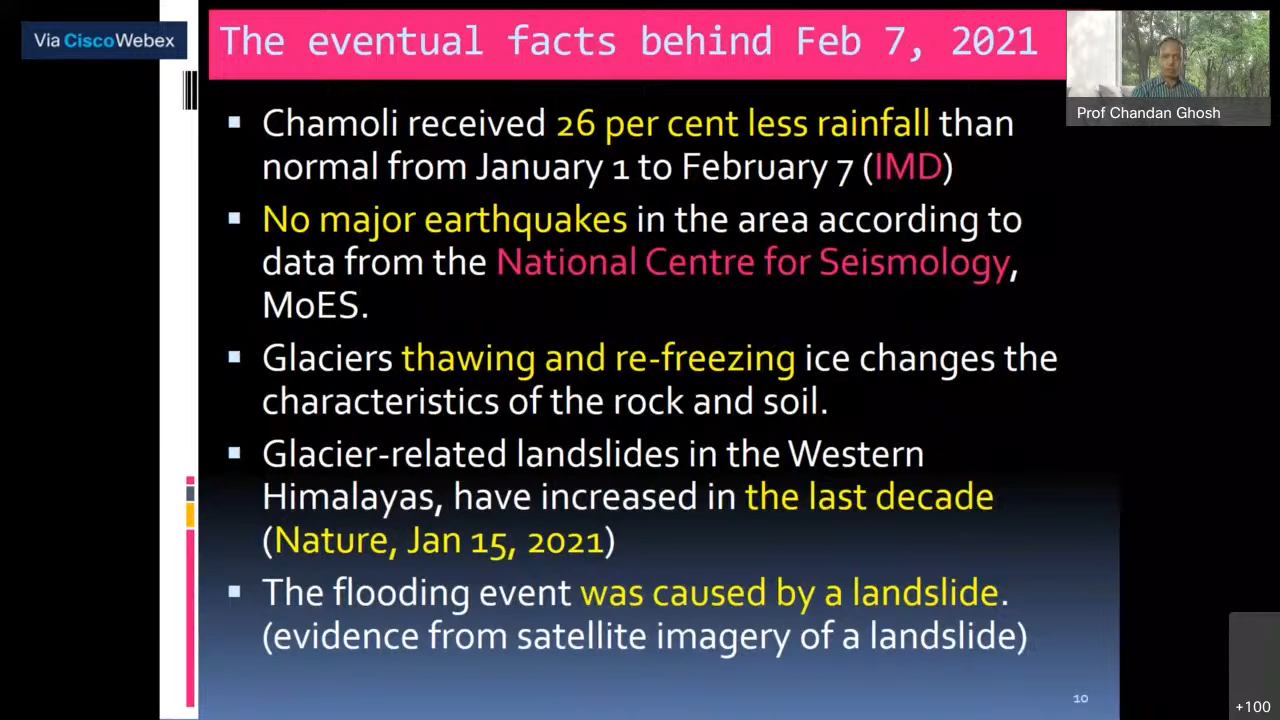 Via CiscoWebex
The eventual facts behind Feb 7, 2021
Prof Chandan Ghosh
▪ Chamoli received 26 per cent less rainfall than
normal from January 1 to February 7 (IMD)
▪ No major earthquakes in the area according to
data from the National Centre for Seismology,
MoES.
▪ Glaciers thawing and re-freezing ice changes the
characteristics of the rock and soil.
▪ Glacier-related landslides in the Western
Himalayas, have increased in the last decade
(Nature, Jan 15, 2021)
▪ The flooding event was caused by a landslide.
(evidence from satellite imagery of a landslide)
10
+100